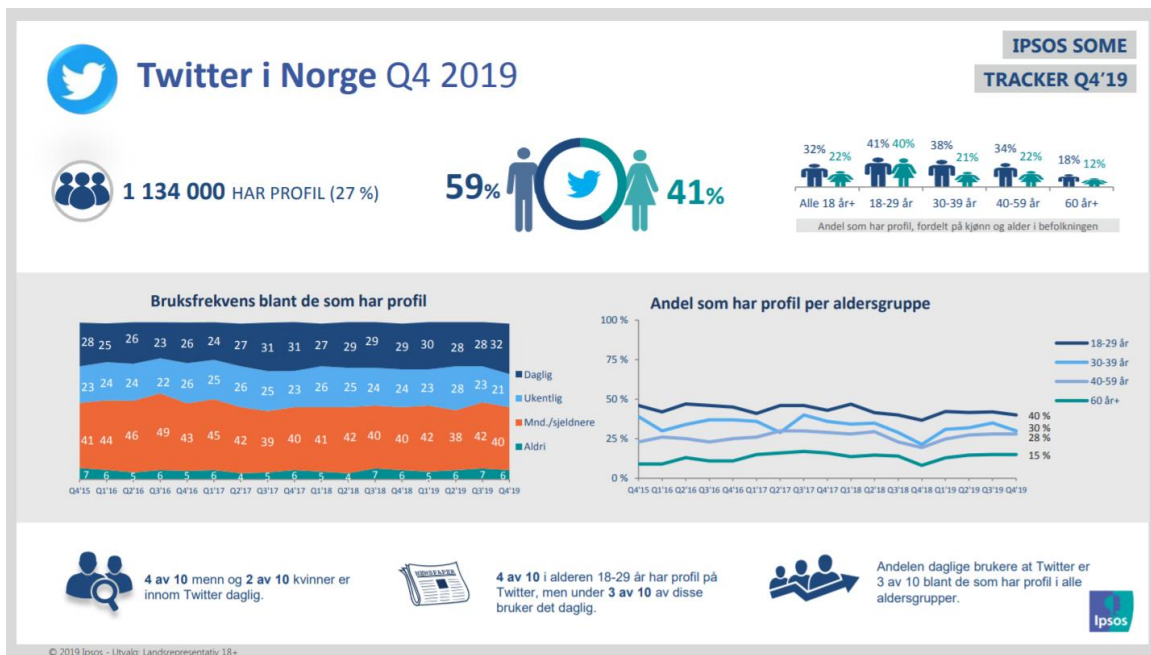 IPSOS SOME
TRACKER Q4'19
Twitter i Norge Q4 2019
1 134 000 HAR PROFIL (27 %)
59%
41%
32% 22% 41% 40% 38% 21% 34% 22% 18% 12%
Alle 18 år+ 18-29 år 30-39 år 40-59 år 60 år+
Andel som har profil, fordelt på kjønn og alder i befolkningen
Bruksfrekvens blant de som har profil
28 25 26 23 26 24 27 31 31 27 29 29 29 30 28 28 32
23 24 24 22 26 25 26 25 23 26 25 24 24 23 28 23 21
41 44 46 49 43 45 42 39 40 41 42 40 40 42 38 42 40
7 6 5 6 5 6 4 5 6 5 4 7 6 5 6 7 6
Q4'15 Q1'16 Q2'16 Q3'16 Q4'16 Q1'17 Q2'17 Q3'17 Q4'17 Q1'18 Q2'18 Q3'18 Q4'18 Q1'19 Q2'19 Q3'19 Q4'19
Daglig
Ukentlig
Mnd./sjeldnere
Aldri
Andel som har profil per aldersgruppe
100 %
75 %
50 %
25 %
0 %
40 %
30 %
28 %
15 %
Q4'15 Q1'16 Q2'16 Q3'16 Q4'16 Q1'17 Q2'17 Q3'17 Q4'17 Q1'18 Q2'18 Q3'18 Q4'18 Q1'19 Q2'19 Q3'19 Q4'19
18-29 år
30-39 år
40-59 år
60 år+
4 av 10 menn og 2 av 10 kvinner er
innom Twitter daglig.
NEWSPAPER
4 av 10 i alderen 18-29 år har profil på
Twitter, men under 3 av 10 av disse
bruker det daglig.
Andelen daglige brukere at Twitter er
3 av 10 blant de som har profil i alle
aldersgrupper.
Ipsos
© 2019 Ipsos - Utvalg: Landsrepresentativ 18+